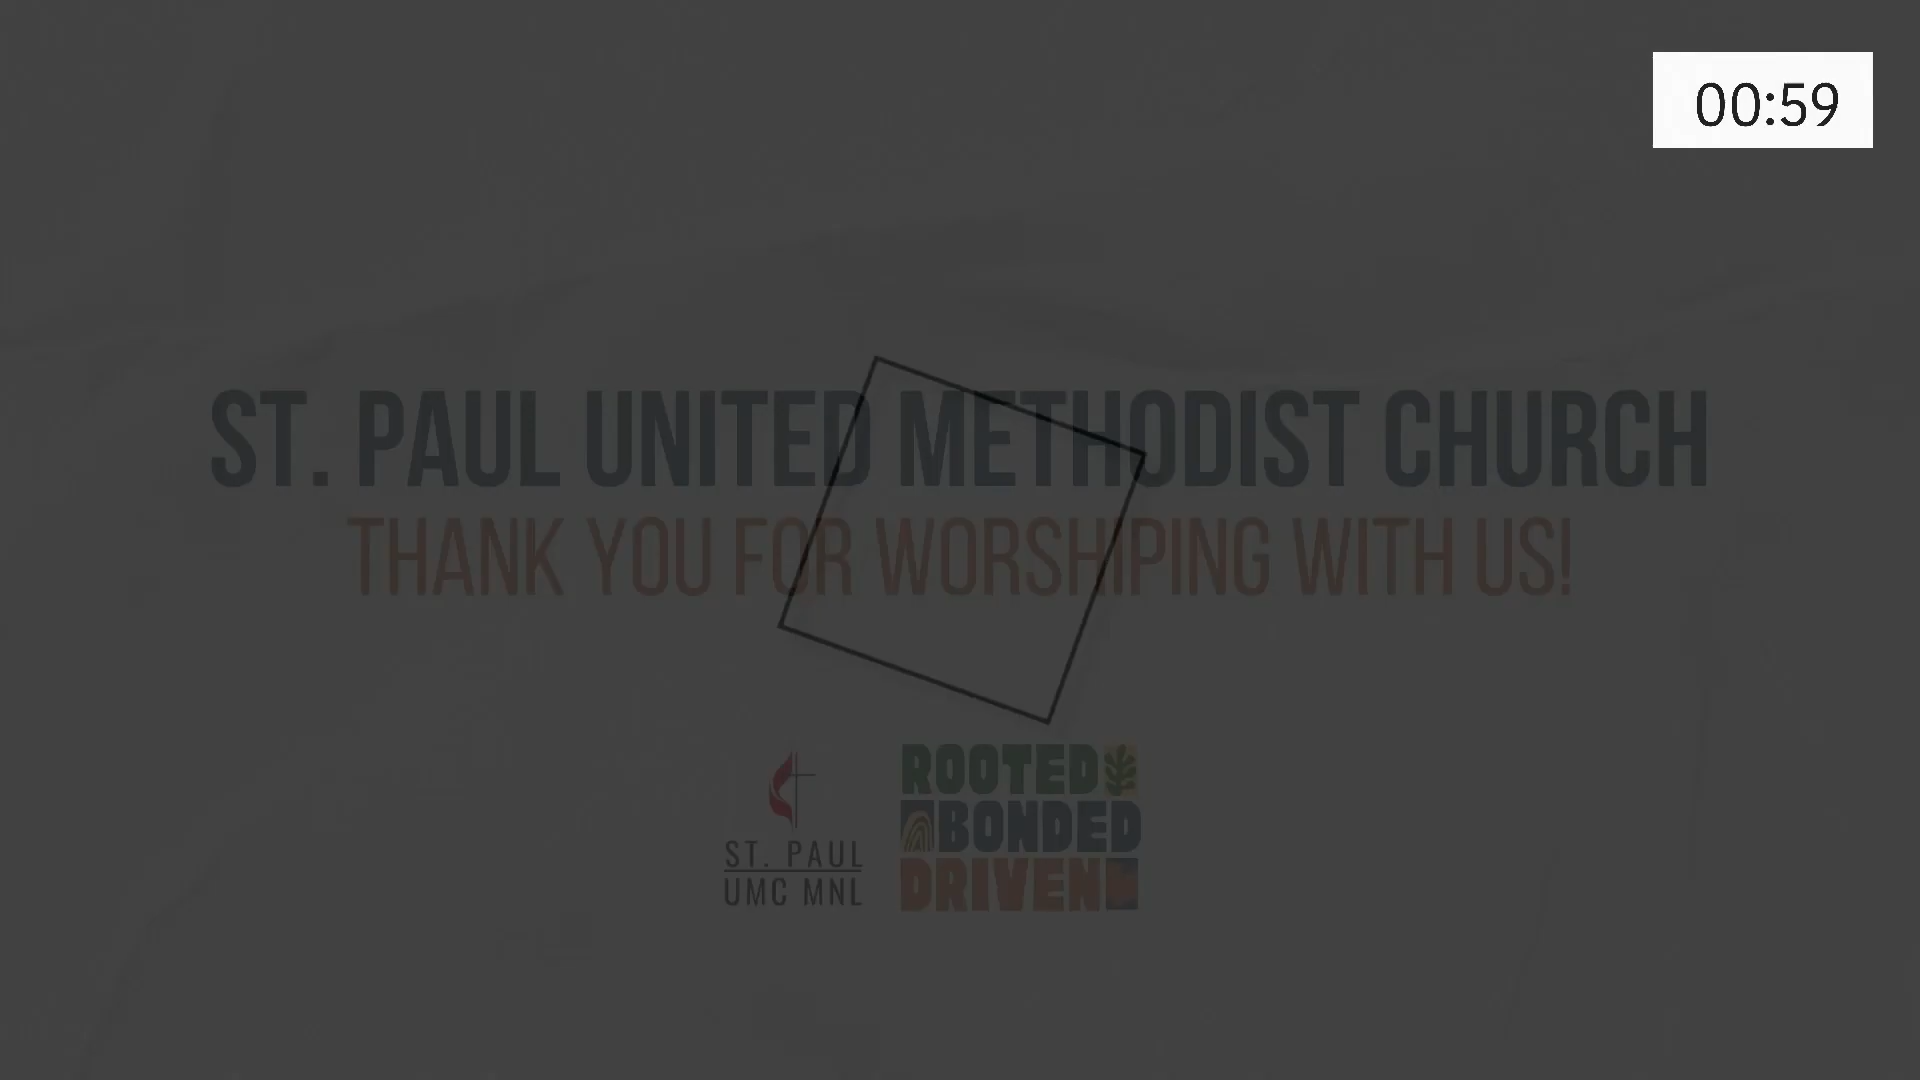 00:59
ST. PAUL UNITED METHODIST CHURCH
THANK YOU FOR WORSHIPING WITH US!
ST. PAUL
UMC MNL
ROOTED
BONDED
DRIVEN